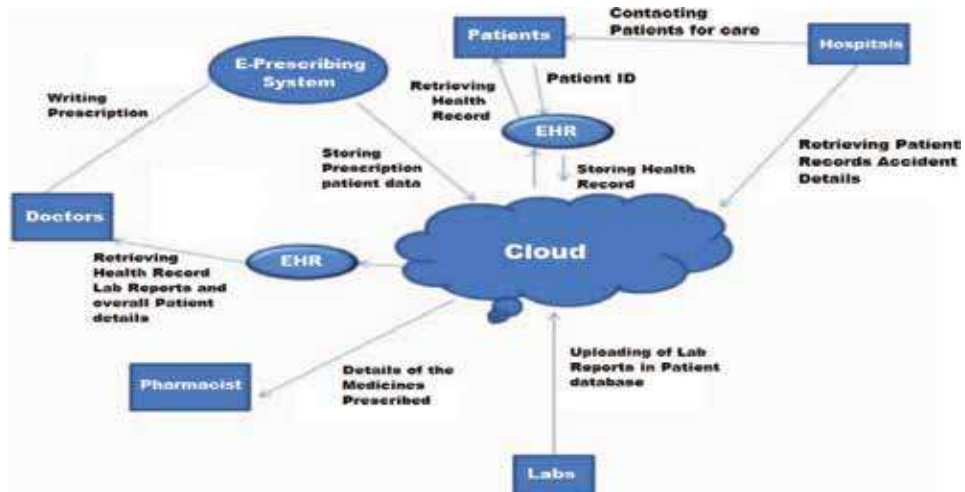 Contacting
Patients for care
Patients
Hospitals
E-Prescribing
System
Patient ID
Retrieving
Health
Record
Writing
Prescription
EHR
Retrieving Patient
Records Accident
Details
Storing
Prescription
patient data
Storing Health
Record
Doctors
Cloud
EHR
Retrieving
Health Record
Lab Reports and
overall Patient
details
Uploading of Lab
Reports in Patient
database
Pharmacist
Details of the
Medicines
Prescribed
Labs